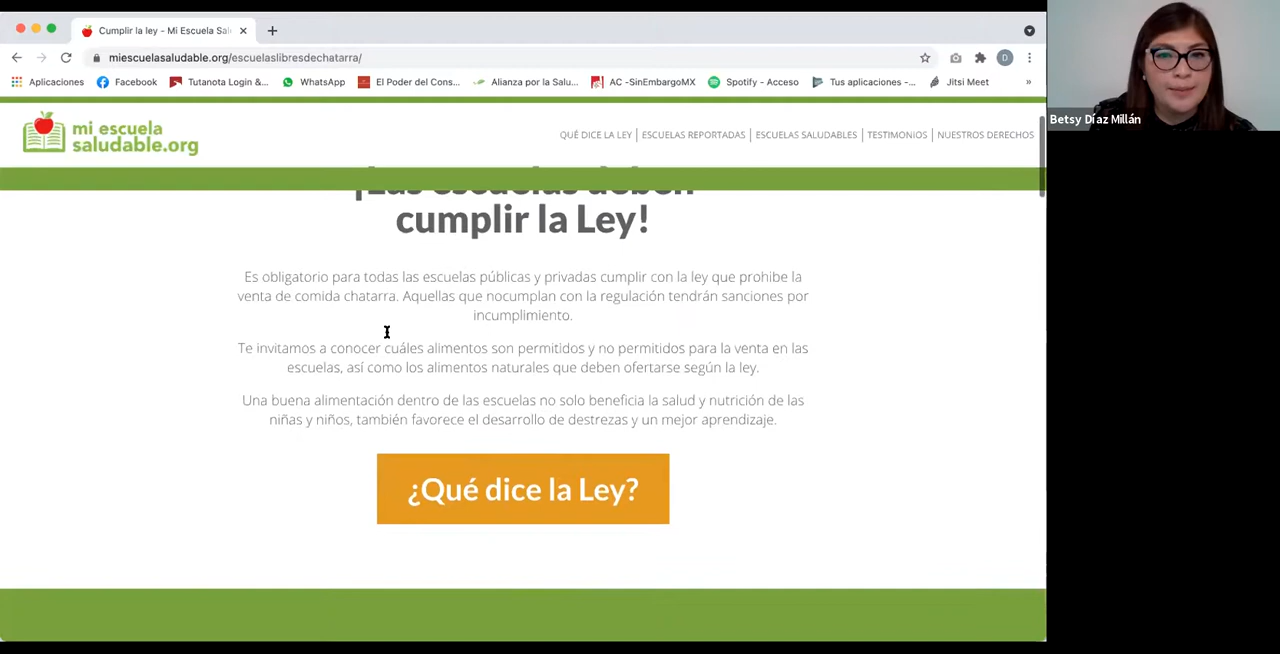 Cumplir la ley - Mi Escuela Sal
miescuelasaludable.org/escuelaslibresdechatarra/
D
Aplicaciones
Facebook
Tutanota Login &...
WhatsApp
El Poder del Cons...
Alianza por la Salu...
AC -SinEmbargoMX
Spotify - Acceso
Tus aplicaciones -...
Jitsi Meet
»
Betsy Díaz Millán
mi escuela
saludable.org
QUÉ DICE LA LEY | ESCUELAS REPORTADAS | ESCUELAS SALUDABLES | TESTIMONIOS | NUESTROS DERECHOS
¡Las escuelas deben
cumplir la Ley!
Es obligatorio para todas las escuelas públicas y privadas cumplir con la ley que prohibe la
venta de comida chatarra. Aquellas que nocumplan con la regulación tendrán sanciones por
incumplimiento.
Te invitamos a conocer cuáles alimentos son permitidos y no permitidos para la venta en las
escuelas, así como los alimentos naturales que deben ofertarse según la ley.
Una buena alimentación dentro de las escuelas no solo beneficia la salud y nutrición de las
niñas y niños, también favorece el desarrollo de destrezas y un mejor aprendizaje.
¿Qué dice la Ley?